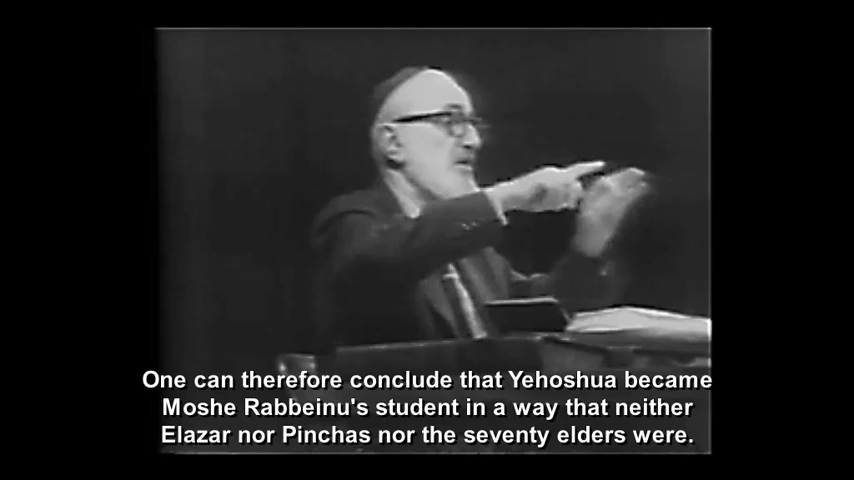 One can therefore conclude that Yehoshua became
Moshe Rabbeinu's student in a way that neither
Elazar nor Pinchas nor the seventy elders were.